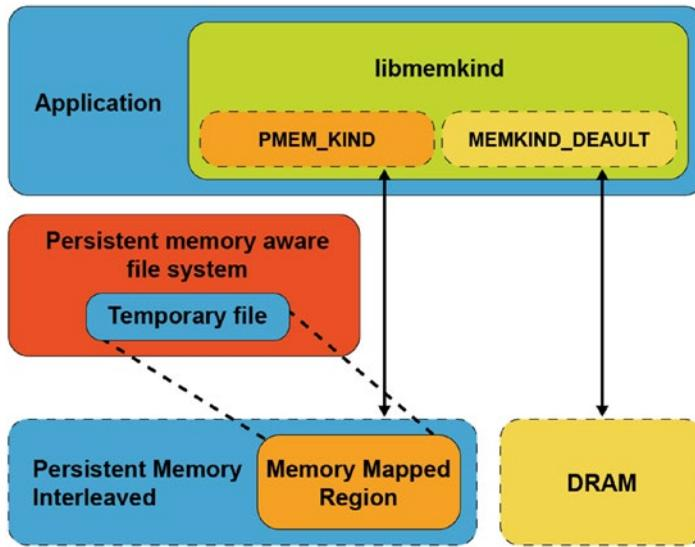 libmemkind
Application
PMEM_KIND
MEMKIND_DEAULT
Persistent memory aware
file system
Temporary file
Persistent Memory
Interleaved
Memory Mapped
Region
DRAM